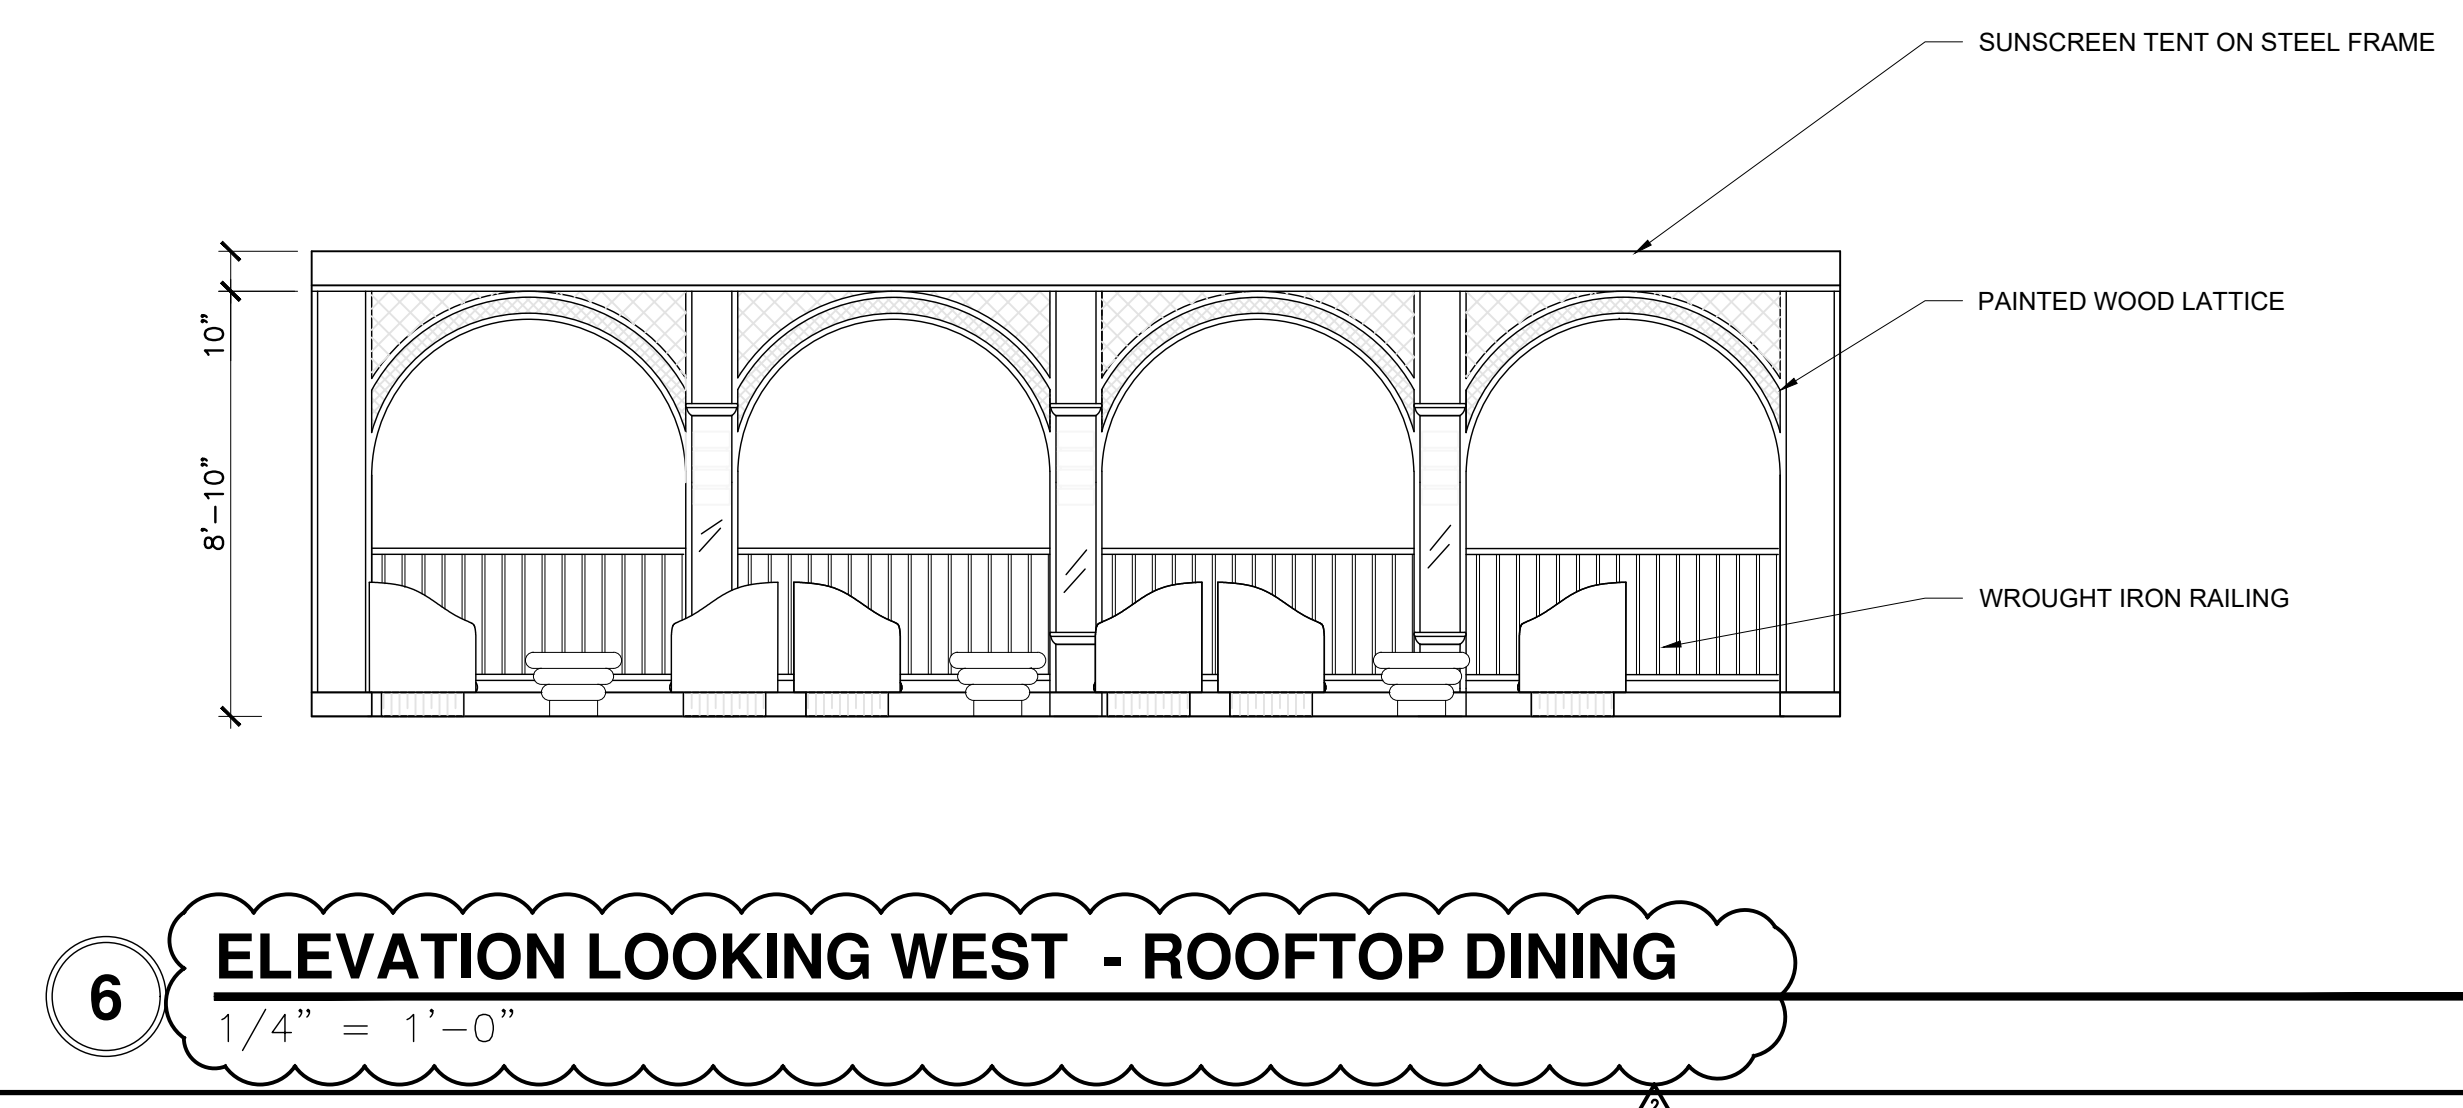 SUNSCREEN TENT ON STEEL FRAME
10”
PAINTED WOOD LATTICE
8’-10”
WROUGHT IRON RAILING
6
ELEVATION LOOKING WEST - ROOFTOP DINING
1/4” = 1’-0”
2